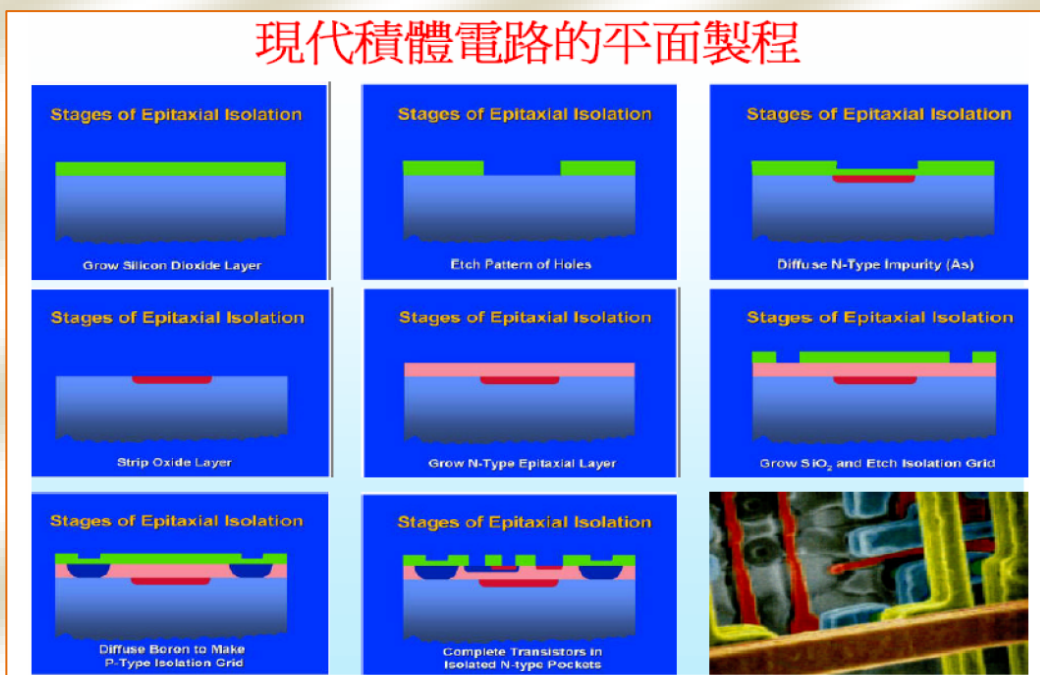 現代積體電路的平面製程
Stages of Epitaxial Isolation
Grow Silicon Dioxide Layer
Stages of Epitaxial Isolation
Etch Pattern of Holes
Stages of Epitaxial Isolation
Diffuse N-Type Impurity (As)
Stages of Epitaxial Isolation
Strip Oxide Layer
Stages of Epitaxial Isolation
Grow N-Type Epitaxial Layer
Stages of Epitaxial Isolation
Grow SiO₂ and Etch Isolation Grid
Stages of Epitaxial Isolation
Diffuse Boron to Make
P-Type Isolation Grid
Stages of Epitaxial Isolation
Complete Transistors in
Isolated N-type Pockets